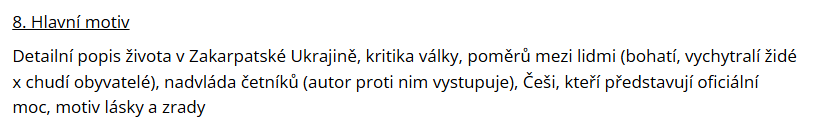 8. Hlavní motiv
Detailní popis života v Zakarpatské Ukrajině, kritika války, poměrů mezi lidmi (bohatí, vychytralí židé
x chudí obyvatelé), nadvláda četníků (autor proti nim vystupuje), Češi, kteří představují oficiální
moc, motiv lásky a zrady